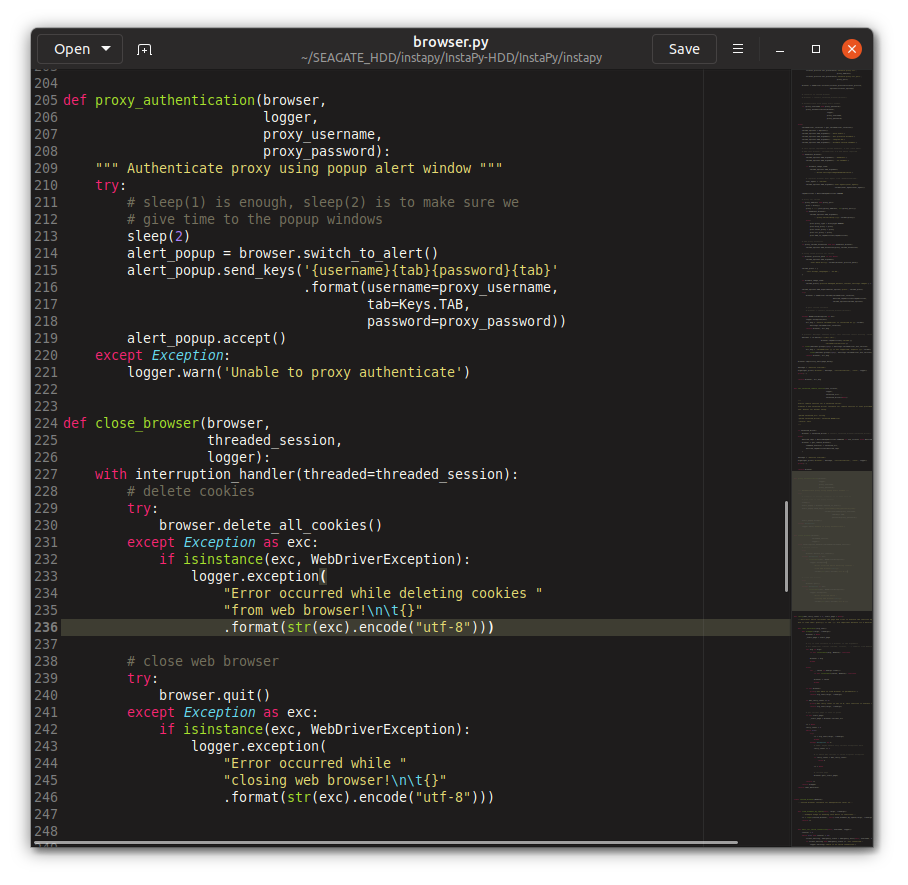 Open
browser.py
~/SEAGATE_HDD/instapy/InstaPy-HDD/InstaPy/instapy
Save
204
205 def proxy_authentication(browser,
206                          logger,
207                          proxy_username,
208                          proxy_password):
209     """ Authenticate proxy using popup alert window """
210     try:
211         # sleep(1) is enough, sleep(2) is to make sure we
212         # give time to the popup windows
213         sleep(2)
214         alert_popup = browser.switch_to_alert()
215         alert_popup.send_keys('{username}{tab}{password}{tab}'
216                               .format(username=proxy_username,
217                                       tab=Keys.TAB,
218                                       password=proxy_password))
219         alert_popup.accept()
220     except Exception:
221         logger.warn('Unable to proxy authenticate')
222
223
224 def close_browser(browser,
225                   threaded_session,
226                   logger):
227     with interruption_handler(threaded=threaded_session):
228         # delete cookies
229         try:
230             browser.delete_all_cookies()
231         except Exception as exc:
232             if isinstance(exc, WebDriverException):
233                 logger.exception(
234                     "Error occurred while deleting cookies "
235                     "from web browser!\n\t{}"
236                     .format(str(exc).encode("utf-8")))
237
238         # close web browser
239         try:
240             browser.quit()
241         except Exception as exc:
242             if isinstance(exc, WebDriverException):
243                 logger.exception(
244                     "Error occurred while "
245                     "closing web browser!\n\t{}"
246                     .format(str(exc).encode("utf-8")))
247
248